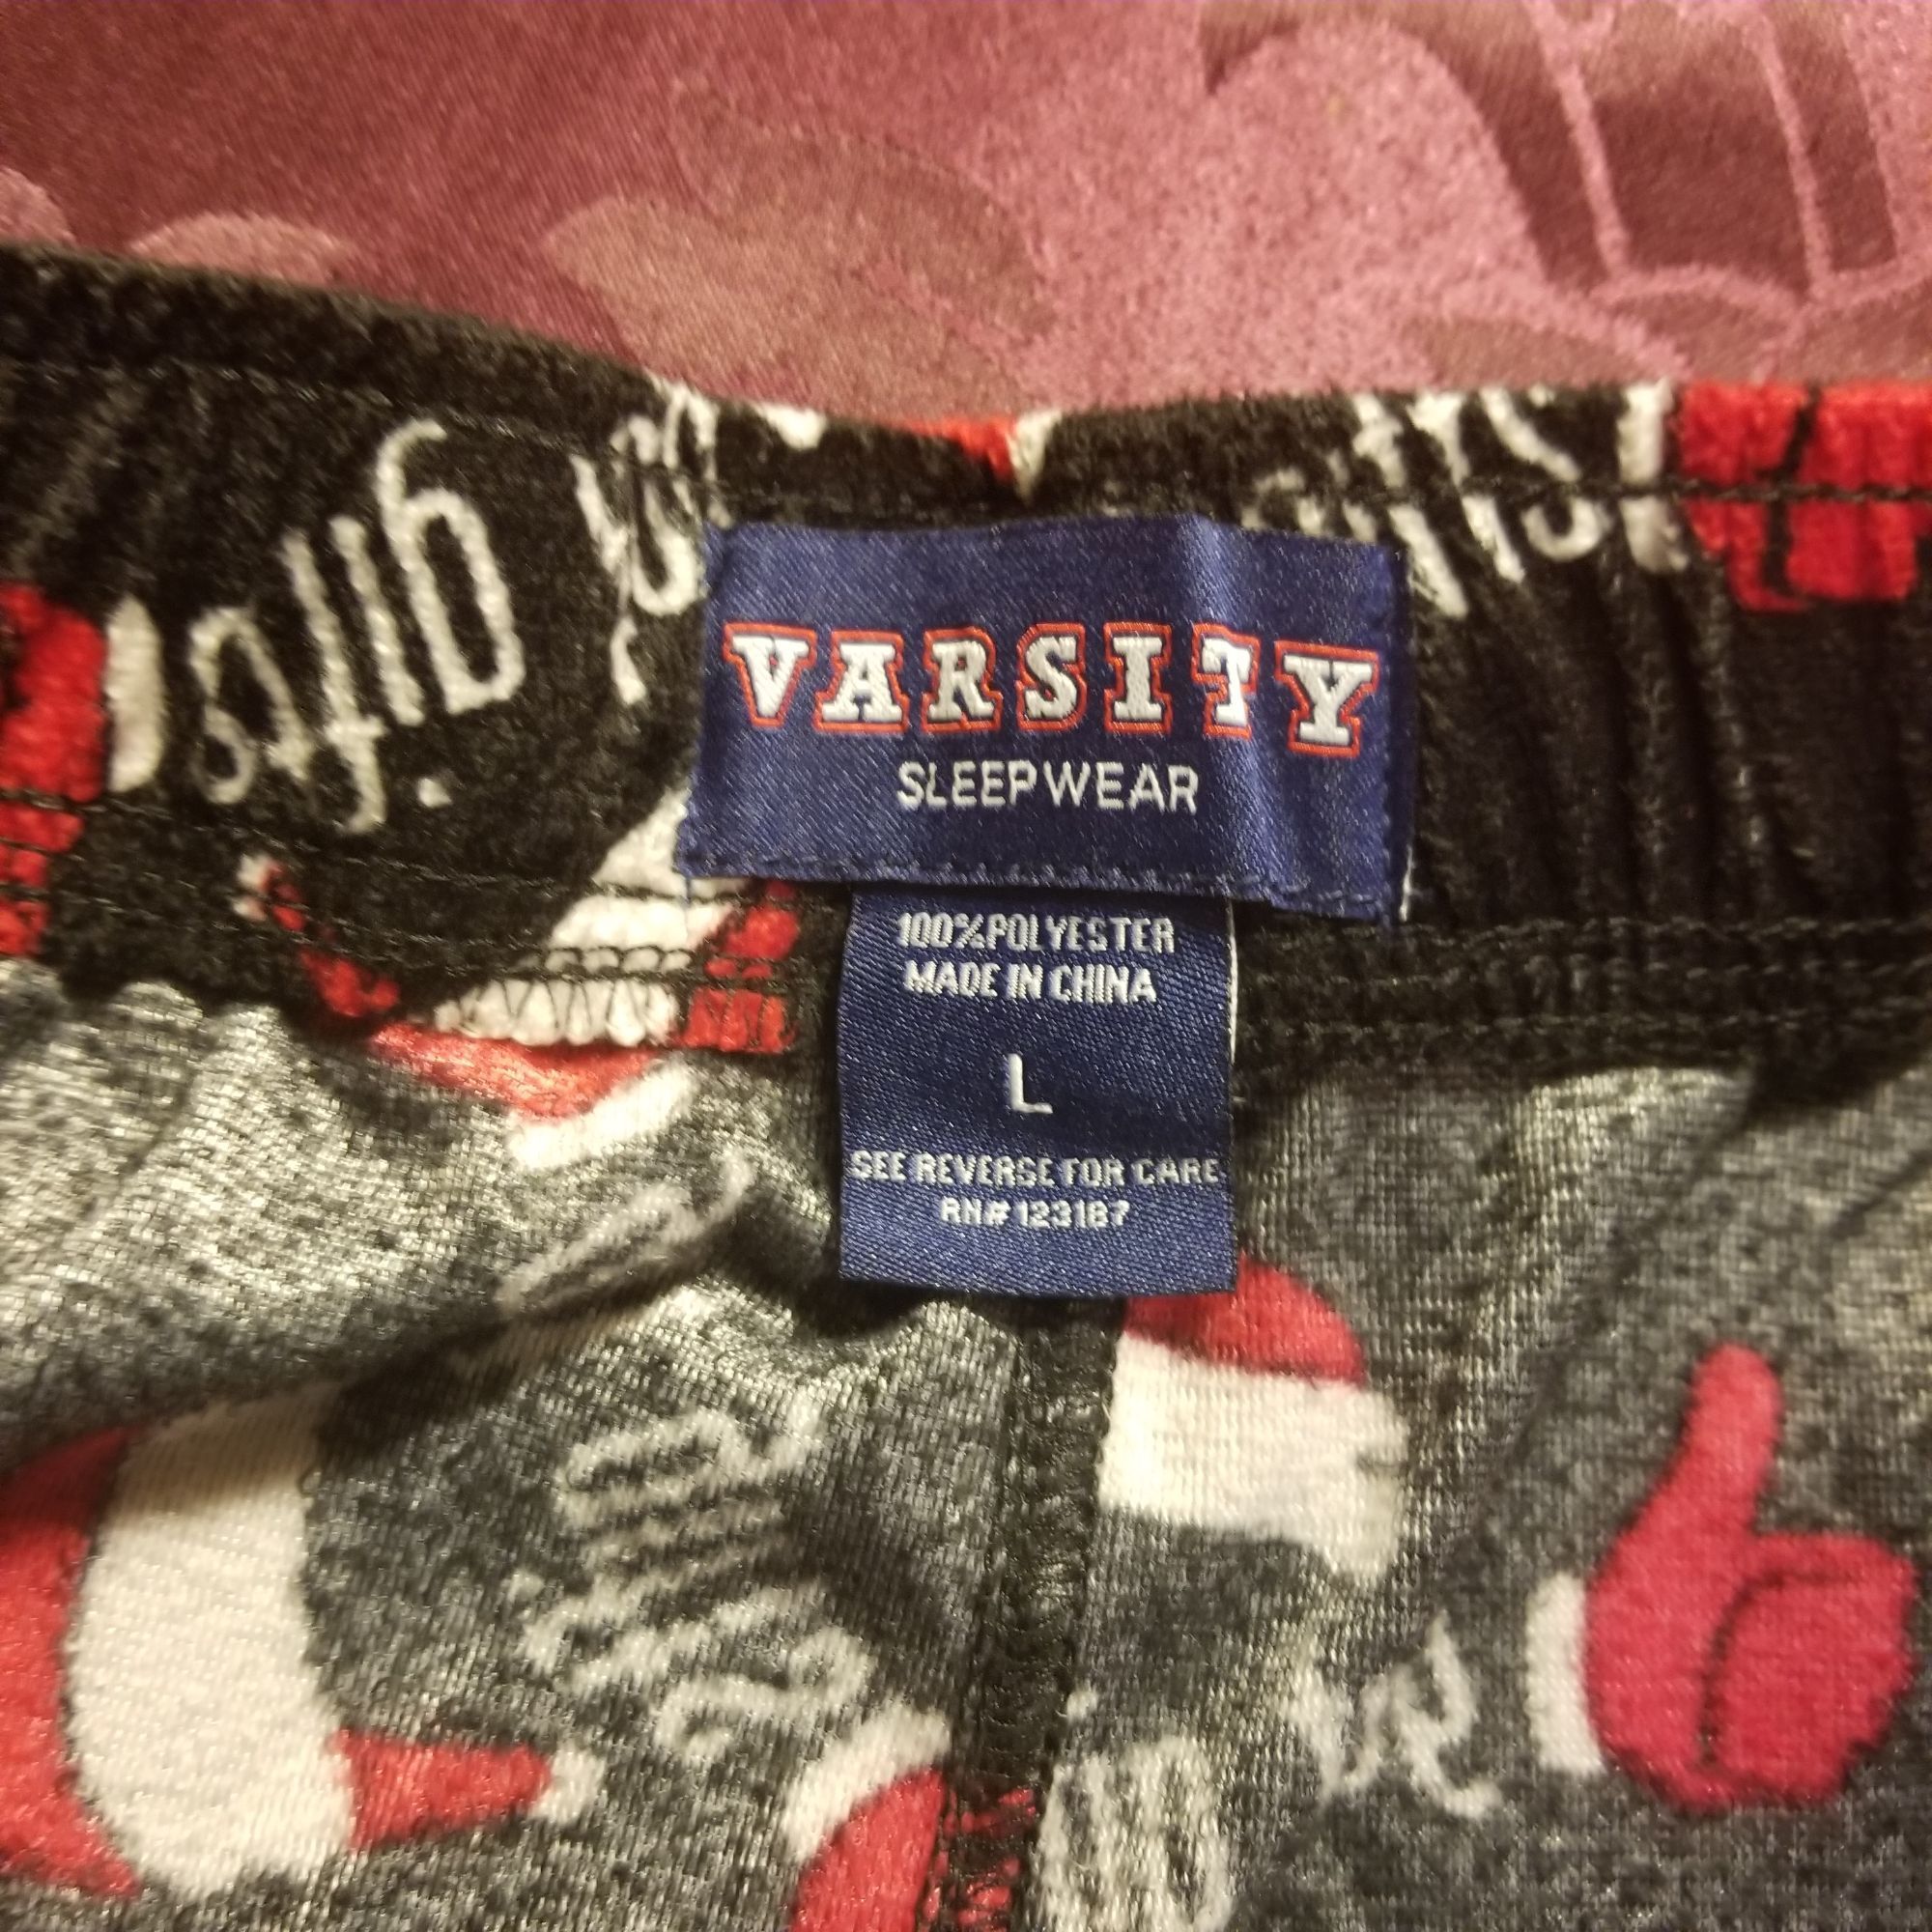 gifts
VARSITY
SLEEPWEAR
100%POLYESTER
MADE IN CHINA
L
SEE REVERSE FOR CARE
RN# 123187